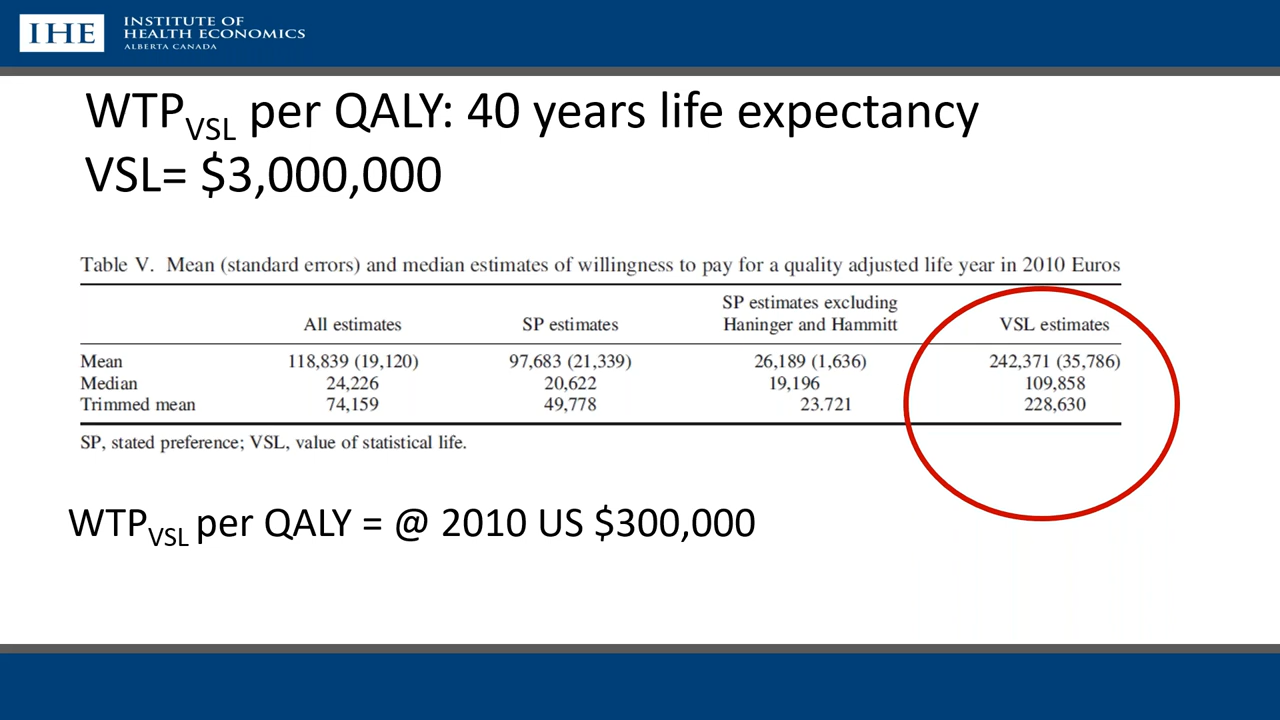 IHE
INSTITUTE OF
HEALTH ECONOMICS
ALBERTA CANADA
WTPVSL per QALY: 40 years life expectancy
VSL= $3,000,000
Table V. Mean (standard errors) and median estimates of willingness to pay for a quality adjusted life year in 2010 Euros
All estimates SP estimates SP estimates excluding Haninger and Hammitt VSL estimates
Mean 118,839 (19,120) 97,683 (21,339) 26,189 (1,636) 242,371 (35,786)
Median 24,226 20,622 19,196 109,858
Trimmed mean 74,159 49,778 23.721 228,630
SP, stated preference; VSL, value of statistical life.
WTPVSL per QALY = @ 2010 US $300,000